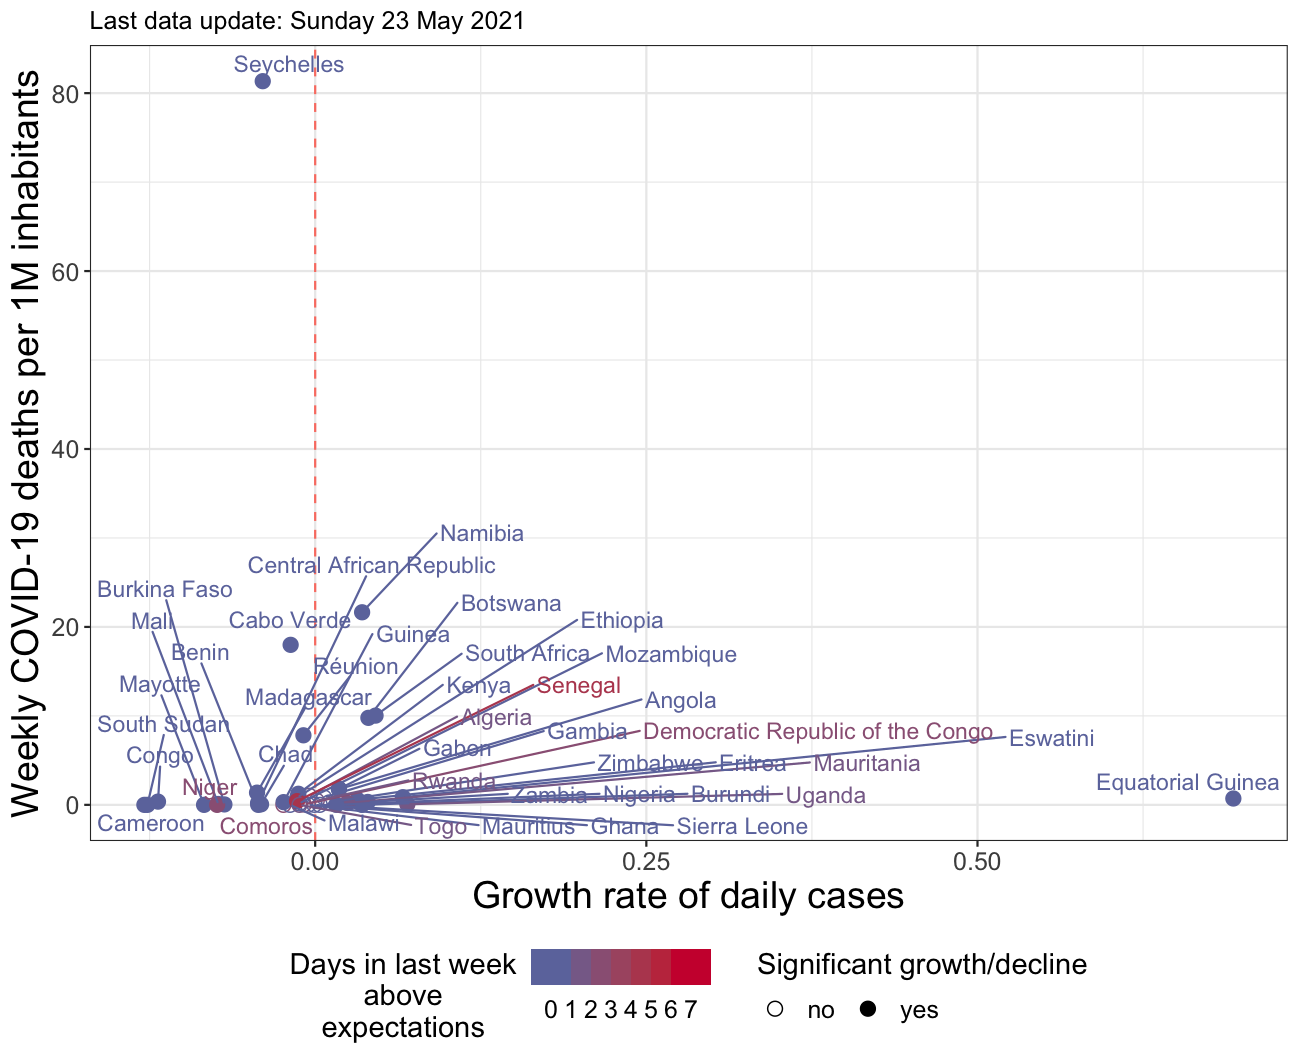 Last data update: Sunday 23 May 2021
Weekly COVID-19 deaths per 1M inhabitants
80
60
40
20
0
Seychelles
Namibia
Central African Republic
Burkina Faso
Botswana
Mali
Cabo Verde
Ethiopia
Guinea
Benin
South Africa
Mozambique
Réunion
Mayotte
Kenya
Senegal
Madagascar
Angola
South Sudan
Algeria
Gambia
Democratic Republic of the Congo
Eswatini
Congo
Chad
Gabon
Zimbabwe
Eritrea
Mauritania
Niger
Rwanda
Equatorial Guinea
Zambia
Nigeria
Burundi
Uganda
Cameroon
Comoros
Malawi
Togo
Mauritius
Ghana
Sierra Leone
0.00
0.25
0.50
Growth rate of daily cases
Days in last week
above
expectations
0 1 2 3 4 5 6 7
Significant growth/decline
no
yes